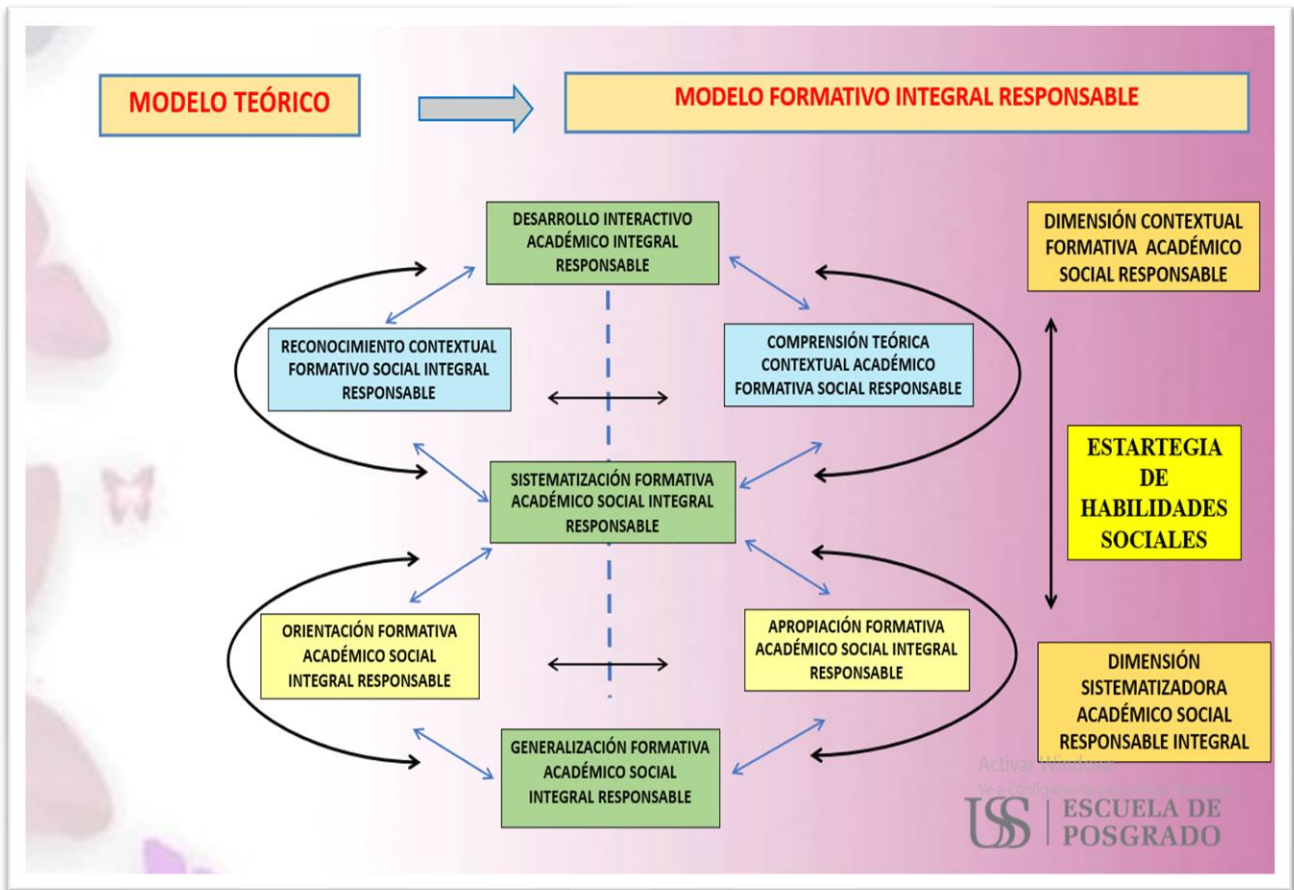 MODELO TEÓRICO
MODELO FORMATIVO INTEGRAL RESPONSABLE
DESARROLLO INTERACTIVO
ACADÉMICO INTEGRAL
RESPONSABLE
DIMENSIÓN CONTEXTUAL
FORMATIVA ACADÉMICO
SOCIAL RESPONSABLE
RECONOCIMIENTO CONTEXTUAL
FORMATIVO SOCIAL INTEGRAL
RESPONSABLE
COMPRENSIÓN TEÓRICA
CONTEXTUAL ACADÉMICO
FORMATIVA SOCIAL RESPONSABLE
ESTARTEGIA
DE
HABILIDADES
SOCIALES
SISTEMATIZACIÓN FORMATIVA
ACADÉMICO SOCIAL INTEGRAL
RESPONSABLE
ORIENTACIÓN FORMATIVA
ACADÉMICO SOCIAL
INTEGRAL RESPONSABLE
APROPIACIÓN FORMATIVA
ACADÉMICO SOCIAL INTEGRAL
RESPONSABLE
DIMENSIÓN
SISTEMATIZADORA
ACADÉMICO SOCIAL
RESPONSABLE INTEGRAL
GENERALIZACIÓN FORMATIVA
ACADÉMICO SOCIAL
INTEGRAL RESPONSABLE
Activar Windows
Ve a Configuración para
USS
ESCUELA DE
POSGRADO